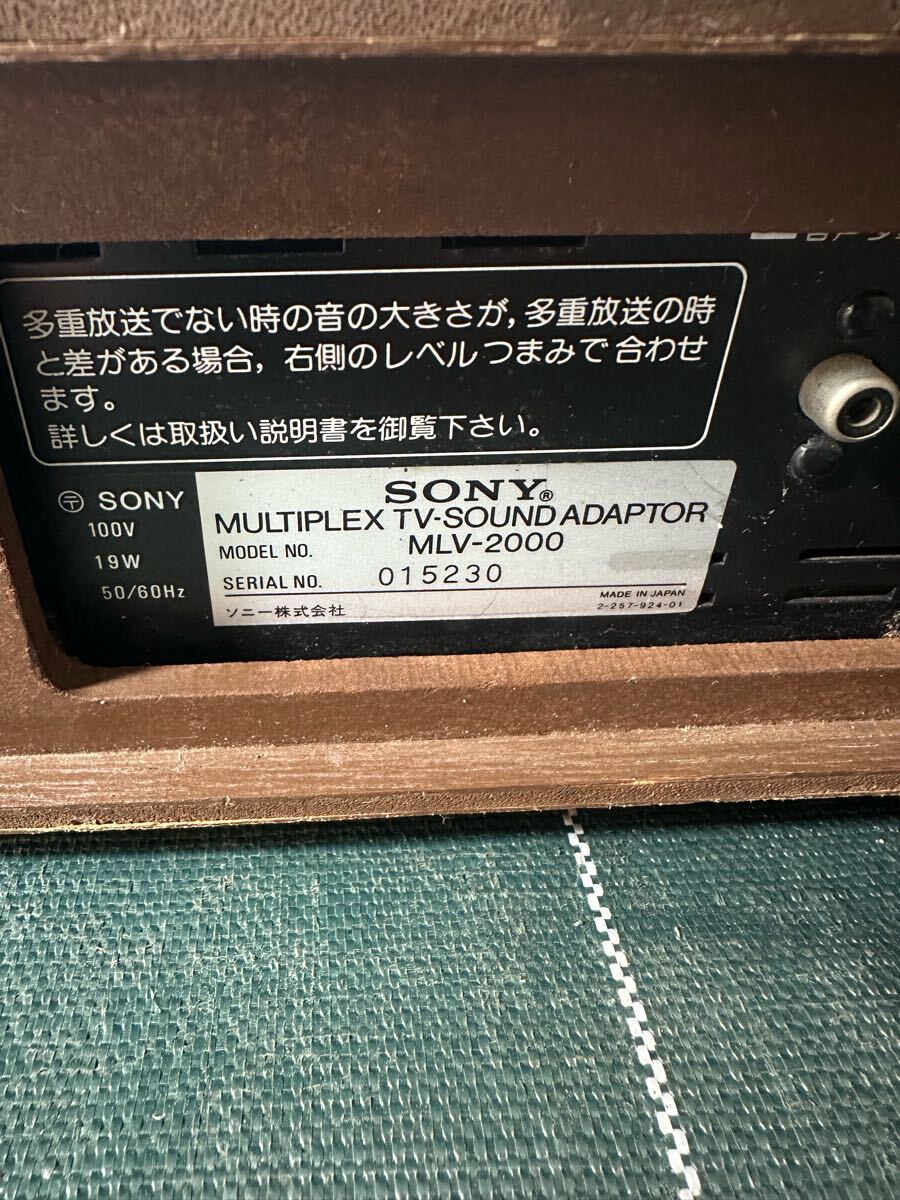 多重放送でない時の音の大きさが,多重放送の時
と差がある場合,右側のレベルつまみで合わせ
ます。
詳しくは取扱い説明書を御覧下さい。
〒 SONY
100V
19W
50/60Hz
SONY®
MULTIPLEX TV-SOUND ADAPTOR
MODEL NO. MLV-2000
SERIAL NO. 015230
MADE IN JAPAN
ソニー株式会社
2-257-924-01